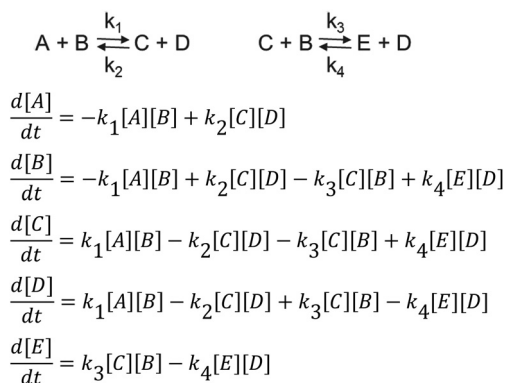 k₁ k₃
A + B ⇌ C + D C + B ⇌ E + D
k₂ k₄
d[A]/dt = −k₁[A][B] + k₂[C][D]
d[B]/dt = −k₁[A][B] + k₂[C][D] − k₃[C][B] + k₄[E][D]
d[C]/dt = k₁[A][B] − k₂[C][D] − k₃[C][B] + k₄[E][D]
d[D]/dt = k₁[A][B] − k₂[C][D] + k₃[C][B] − k₄[E][D]
d[E]/dt = k₃[C][B] − k₄[E][D]